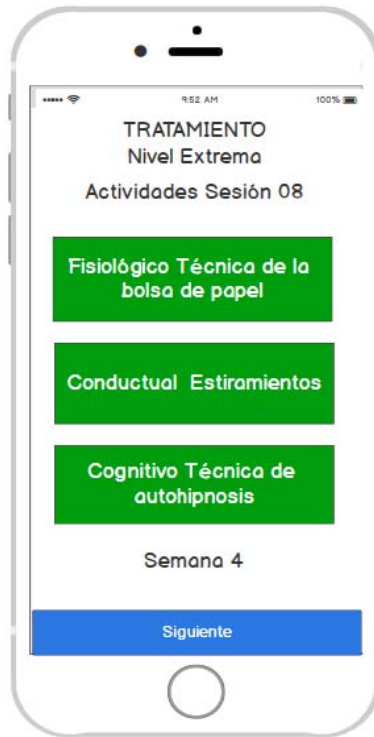 9:52 AM
100%
TRATAMIENTO
Nivel Extrema
Actividades Sesión 08
Fisiológico Técnica de la
bolsa de papel
Conductual Estiramientos
Cognitivo Técnica de
autohipnosis
Semana 4
Siguiente